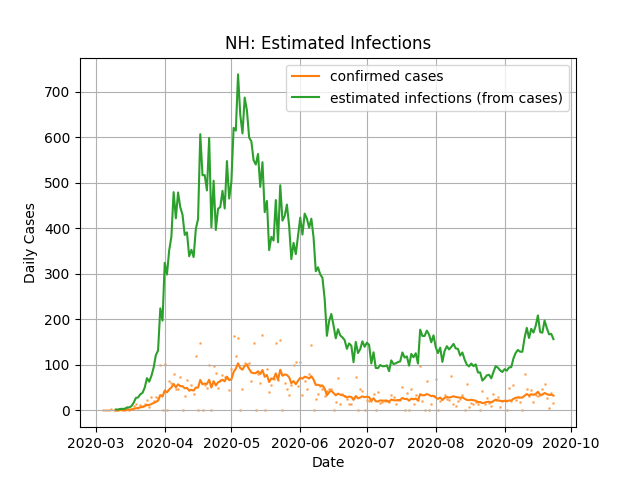 NH: Estimated Infections
confirmed cases
estimated infections (from cases)
Daily Cases
700
600
500
400
300
200
100
0
2020-03 2020-04 2020-05 2020-06 2020-07 2020-08 2020-09 2020-10
Date